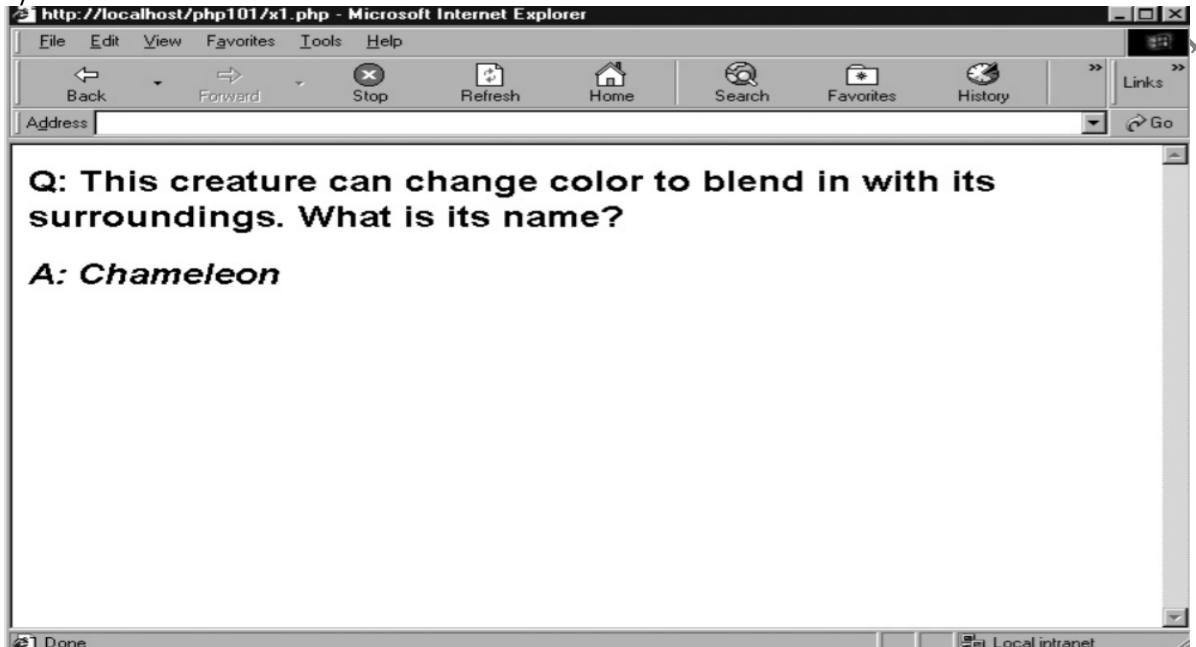 http://localhost/php101/x1.php - Microsoft Internet Explorer
File Edit View Favorites Tools Help
Back Forward Stop Refresh Home Search Favorites History » Links »
Address Go
Q: This creature can change color to blend in with its
surroundings. What is its name?
A: Chameleon
Done Local intranet